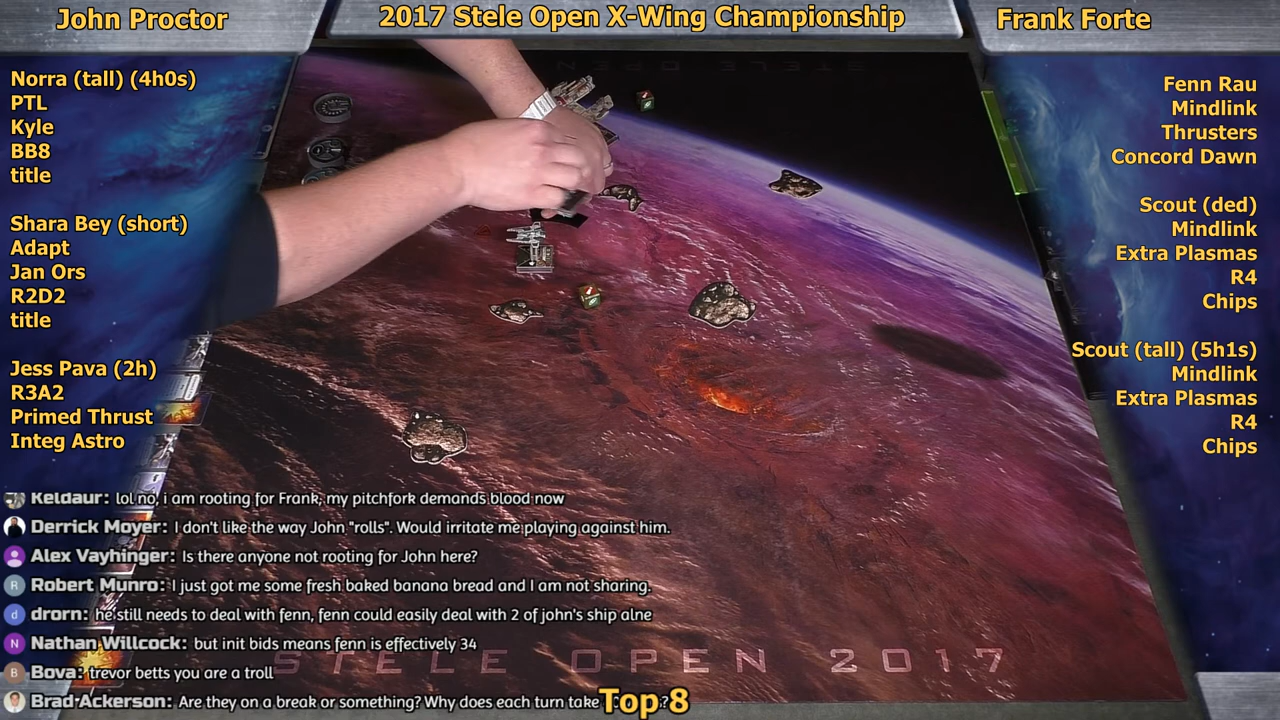 John Proctor
2017 Stele Open X-Wing Championship
Frank Forte
Norra (tall) (4h0s)
PTL
Kyle
BB8
title
Shara Bey (short)
Adapt
Jan Ors
R2D2
title
Jess Pava (2h)
R3A2
Primed Thrust
Integ Astro
Fenn Rau
Mindlink
Thrusters
Concord Dawn
Scout (ded)
Mindlink
Extra Plasmas
R4
Chips
Scout (tall) (5h1s)
Mindlink
Extra Plasmas
R4
Chips
Keldaur: lol no, i am rooting for Frank, my pitchfork demands blood now
Derrick Moyer: I don't like the way John "rolls". Would irritate me playing against him.
Alex Vayhinger: Is there anyone not rooting for John here?
R Robert Munro: I just got me some fresh baked banana bread and I am not sharing.
d drorn: he still needs to deal with fenn, fenn could easily deal with 2 of john's ship alne
N Nathan Willcock: but init bids means fenn is effectively 34
B Bova: trevor betts you are a troll
Brad Ackerson: Are they on a break or something? Why does each turn take ?
STELE OPEN 2017
Top 8
STELE OPEN